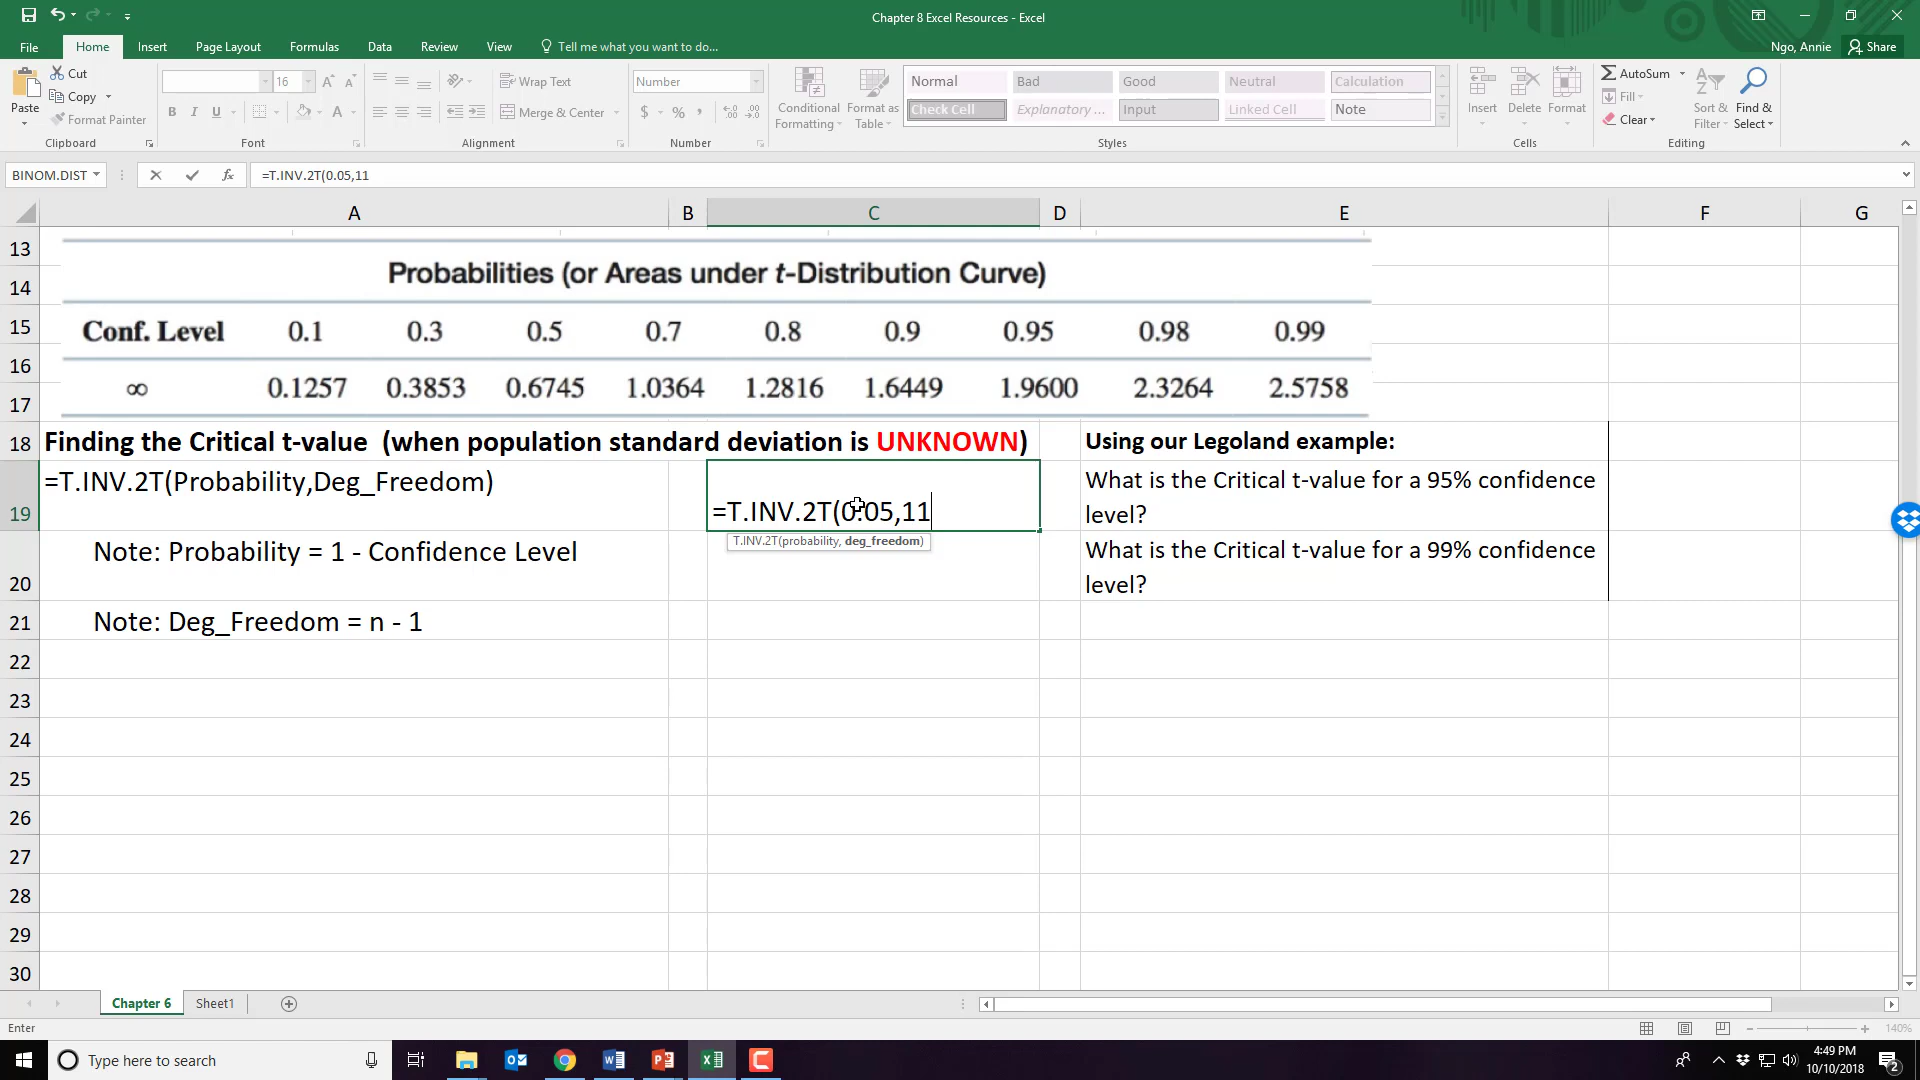 Chapter 8 Excel Resources - Excel
File Home Insert Page Layout Formulas Data Review View Tell me what you want to do... Ngo, Annie Share
Paste Cut Copy Format Painter
Clipboard
16
A A
B I U A
Font
Wrap Text
Merge & Center
Alignment
Number
$ %
Number
Conditional Formatting
Format as Table
Normal Bad Good Neutral Calculation
Check Cell Explanatory ... Input Linked Cell Note
Styles
Insert Delete Format
Cells
AutoSum
Fill
Clear
Sort & Filter
Find & Select
Editing
BINOM.DIST fx =T.INV.2T(0.05,11
A B C D E F G
13
14 Probabilities (or Areas under t-Distribution Curve)
15 Conf. Level 0.1 0.3 0.5 0.7 0.8 0.9 0.95 0.98 0.99
16
17 ∞ 0.1257 0.3853 0.6745 1.0364 1.2816 1.6449 1.9600 2.3264 2.5758
18 Finding the Critical t-value (when population standard deviation is UNKNOWN) Using our Legoland example:
=T.INV.2T(Probability,Deg_Freedom) What is the Critical t-value for a 95% confidence
19 =T.INV.2T(0.05,11 level?
T.INV.2T(probability, deg_freedom)
Note: Probability = 1 - Confidence Level What is the Critical t-value for a 99% confidence
20 level?
21 Note: Deg_Freedom = n - 1
22
23
24
25
26
27
28
29
30
Chapter 6 Sheet1
Enter 140%
Type here to search
4:49 PM
10/10/2018
2